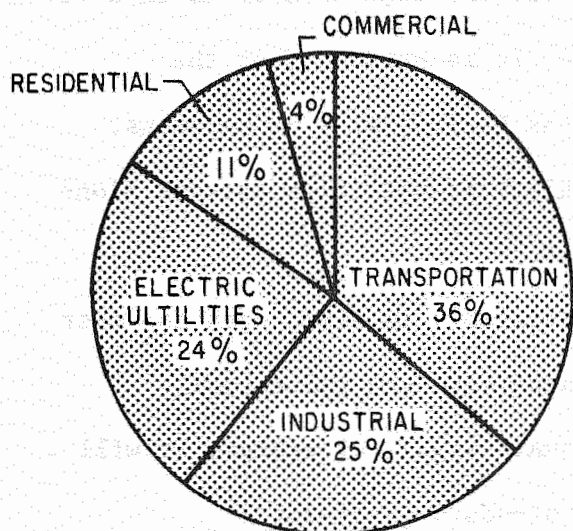 COMMERCIAL
RESIDENTIAL
4%
11%
TRANSPORTATION
36%
ELECTRIC
ULTILITIES
24%
INDUSTRIAL
25%